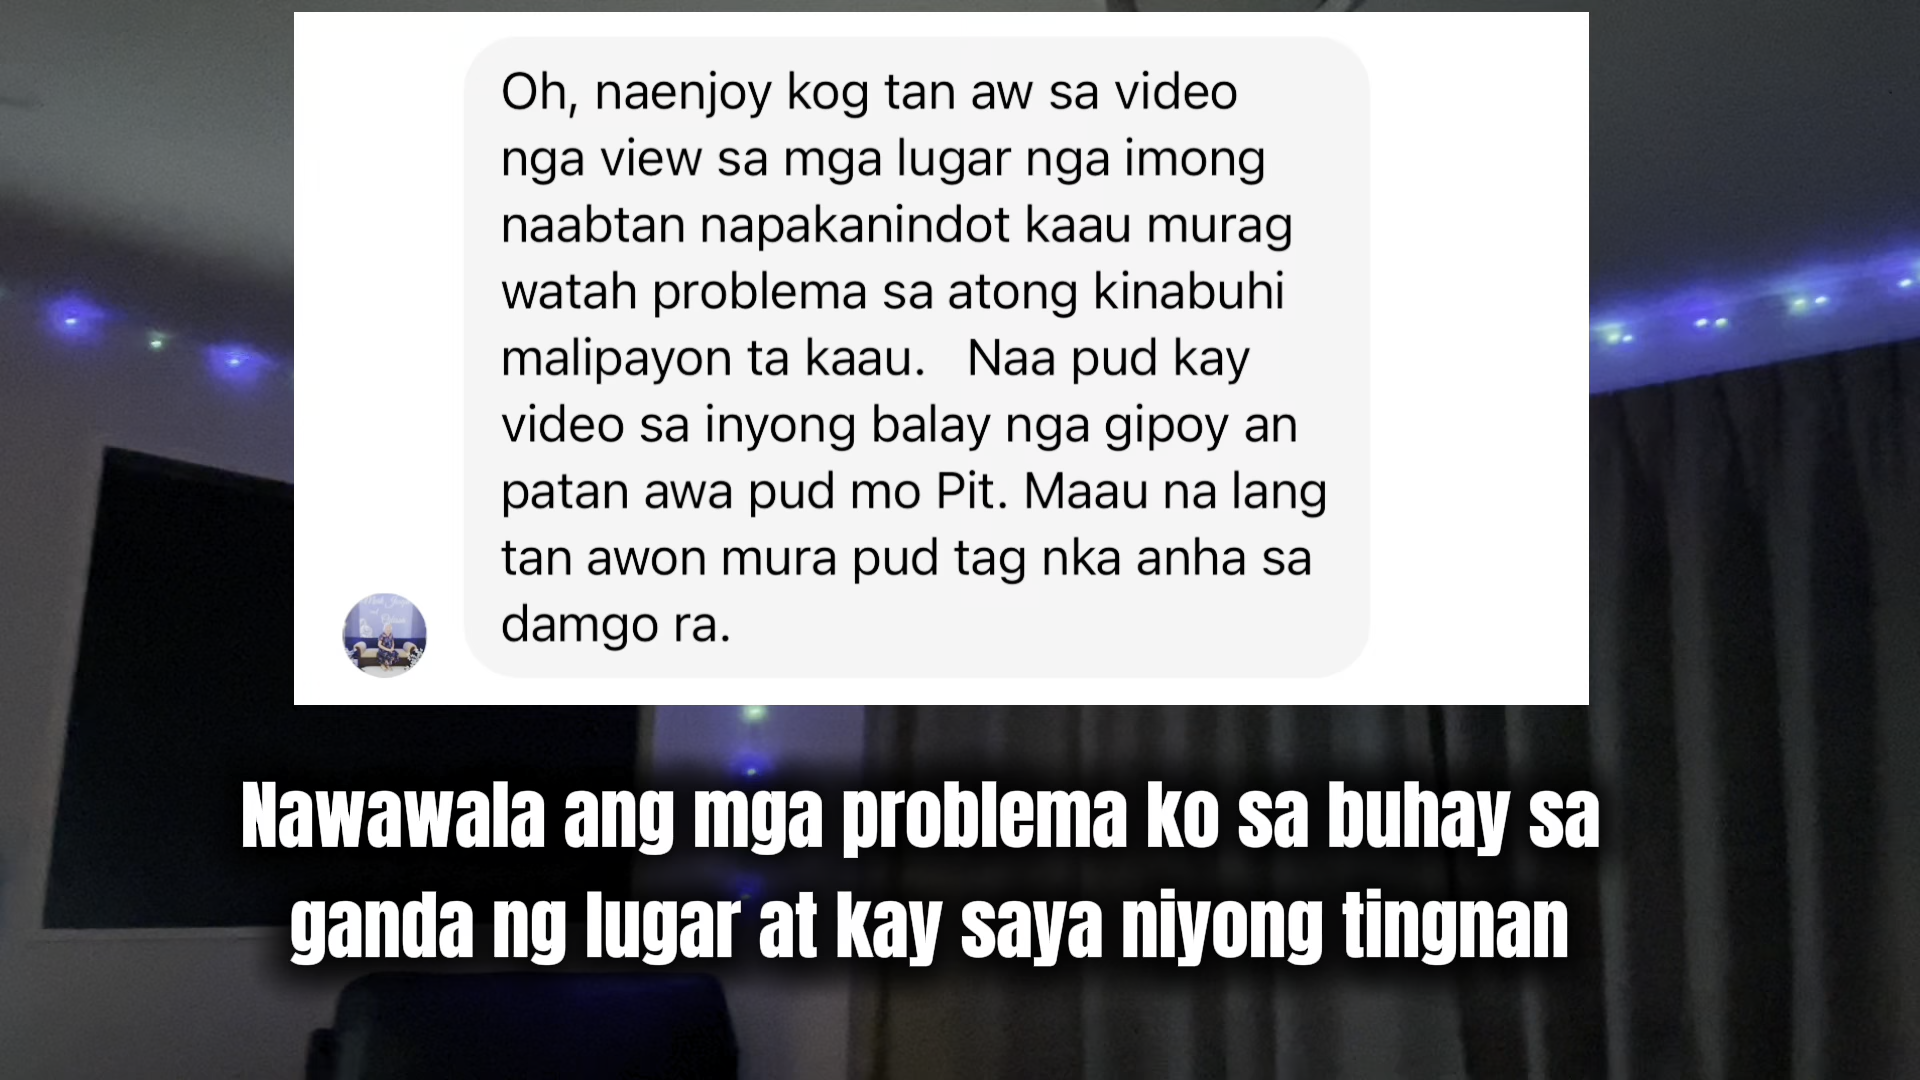 Oh, naenjoy kog tan aw sa video
nga view sa mga lugar nga imong
naabtan napakanindot kaau murag
watah problema sa atong kinabuhi
malipayon ta kaau.   Naa pud kay
video sa inyong balay nga gipoy an
patan awa pud mo Pit. Maau na lang
tan awon mura pud tag nka anha sa
damgo ra.
Nawawala ang mga problema ko sa buhay sa
ganda ng lugar at kay saya niyong tingnan